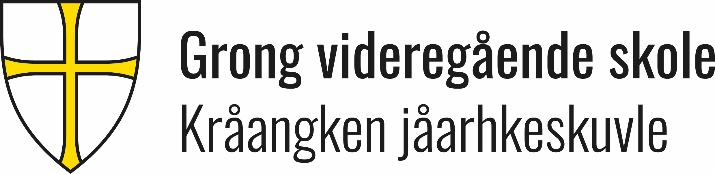 Grong videregående skole
Kråangken jåarhkeskuvle